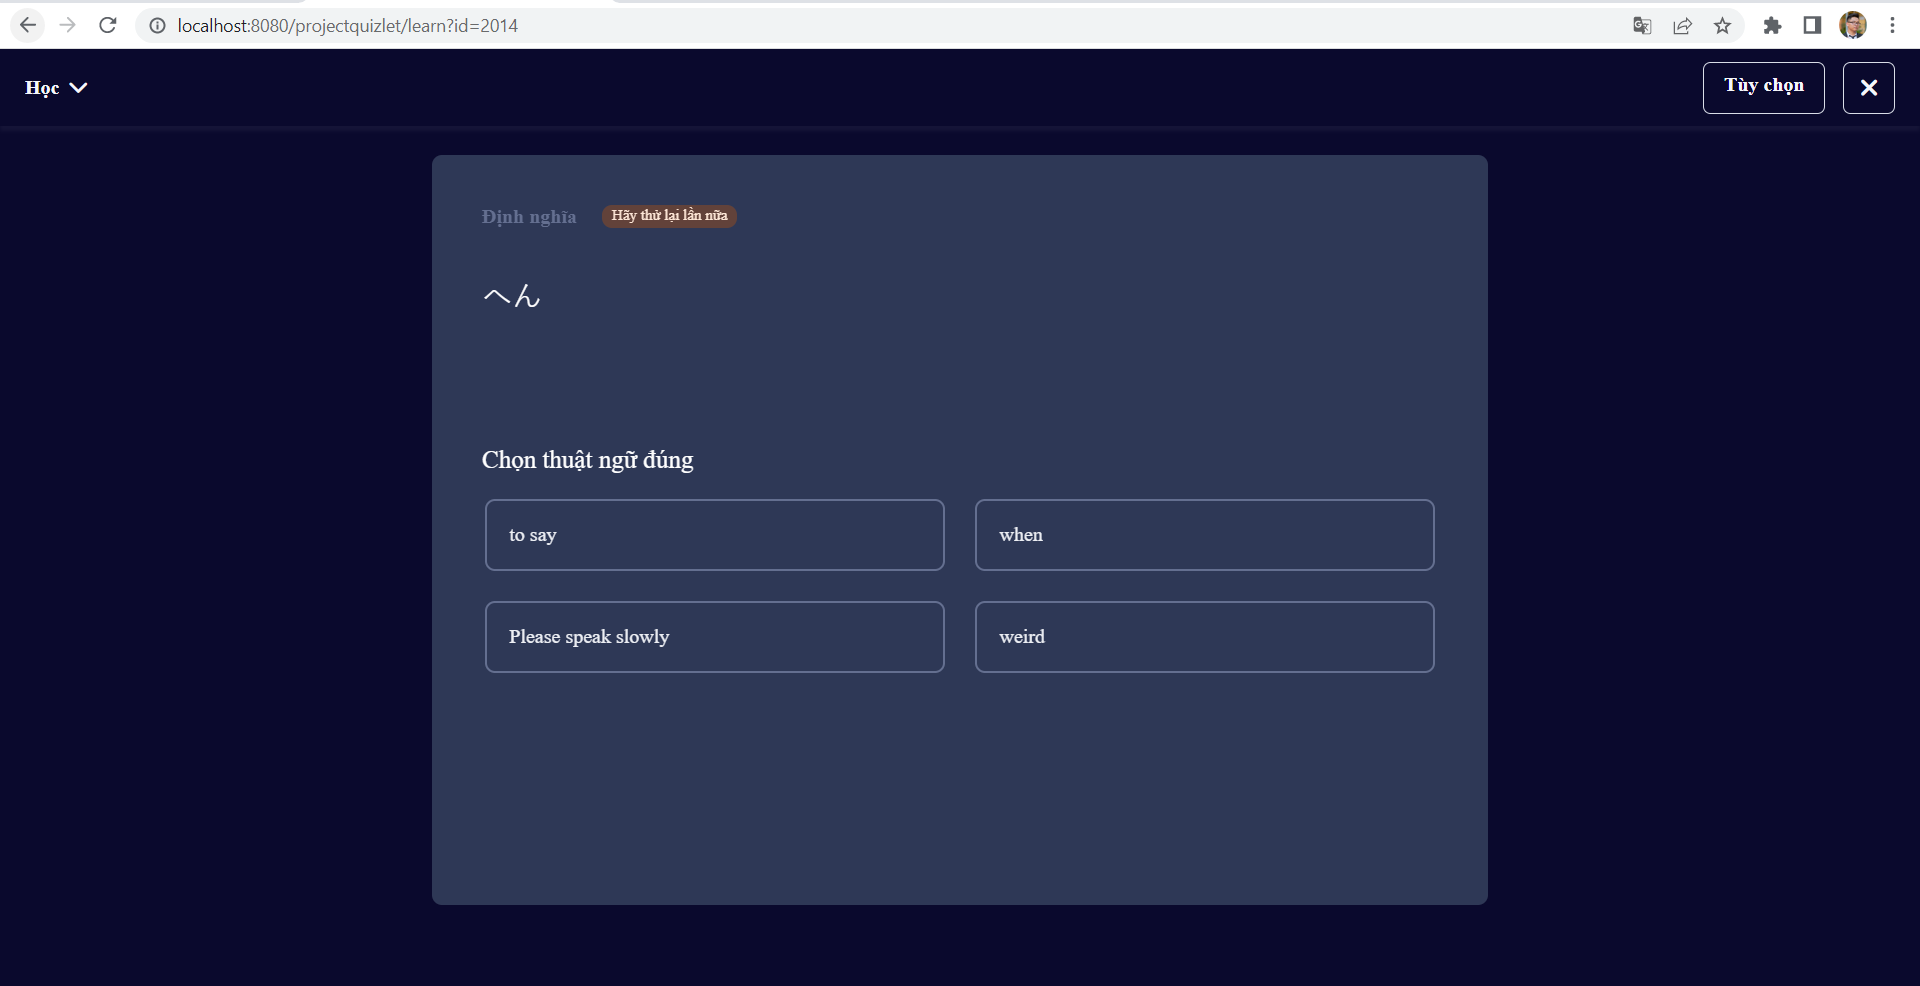 localhost:8080/projectquizlet/learn?id=2014
Học
Tùy chọn
Định nghĩa
Hãy thử lại lần nữa
へん
Chọn thuật ngữ đúng
to say
when
Please speak slowly
weird